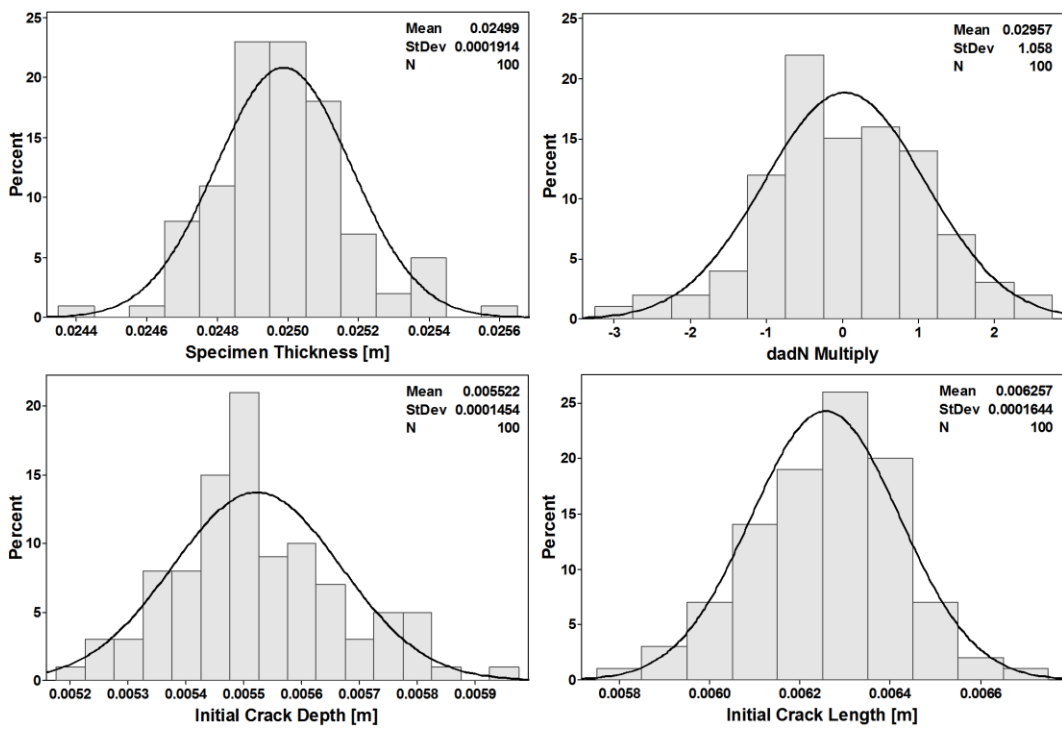 25
20
15
10
5
0
Percent
Mean 0.02499
StDev 0.0001914
N 100
0.0244 0.0246 0.0248 0.0250 0.0252 0.0254 0.0256
Specimen Thickness [m]
25
20
15
10
5
0
Percent
Mean 0.02957
StDev 1.058
N 100
-3 -2 -1 0 1 2
dadN Multiply
20
15
10
5
0
Percent
Mean 0.005522
StDev 0.0001454
N 100
0.0052 0.0053 0.0054 0.0055 0.0056 0.0057 0.0058 0.0059
Initial Crack Depth [m]
25
20
15
10
5
0
Percent
Mean 0.006257
StDev 0.0001644
N 100
0.0058 0.0060 0.0062 0.0064 0.0066
Initial Crack Length [m]